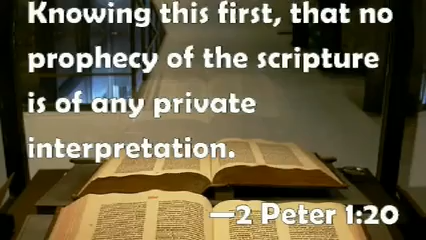 Knowing this first, that no
prophecy of the scripture
is of any private
interpretation.
—2 Peter 1:20